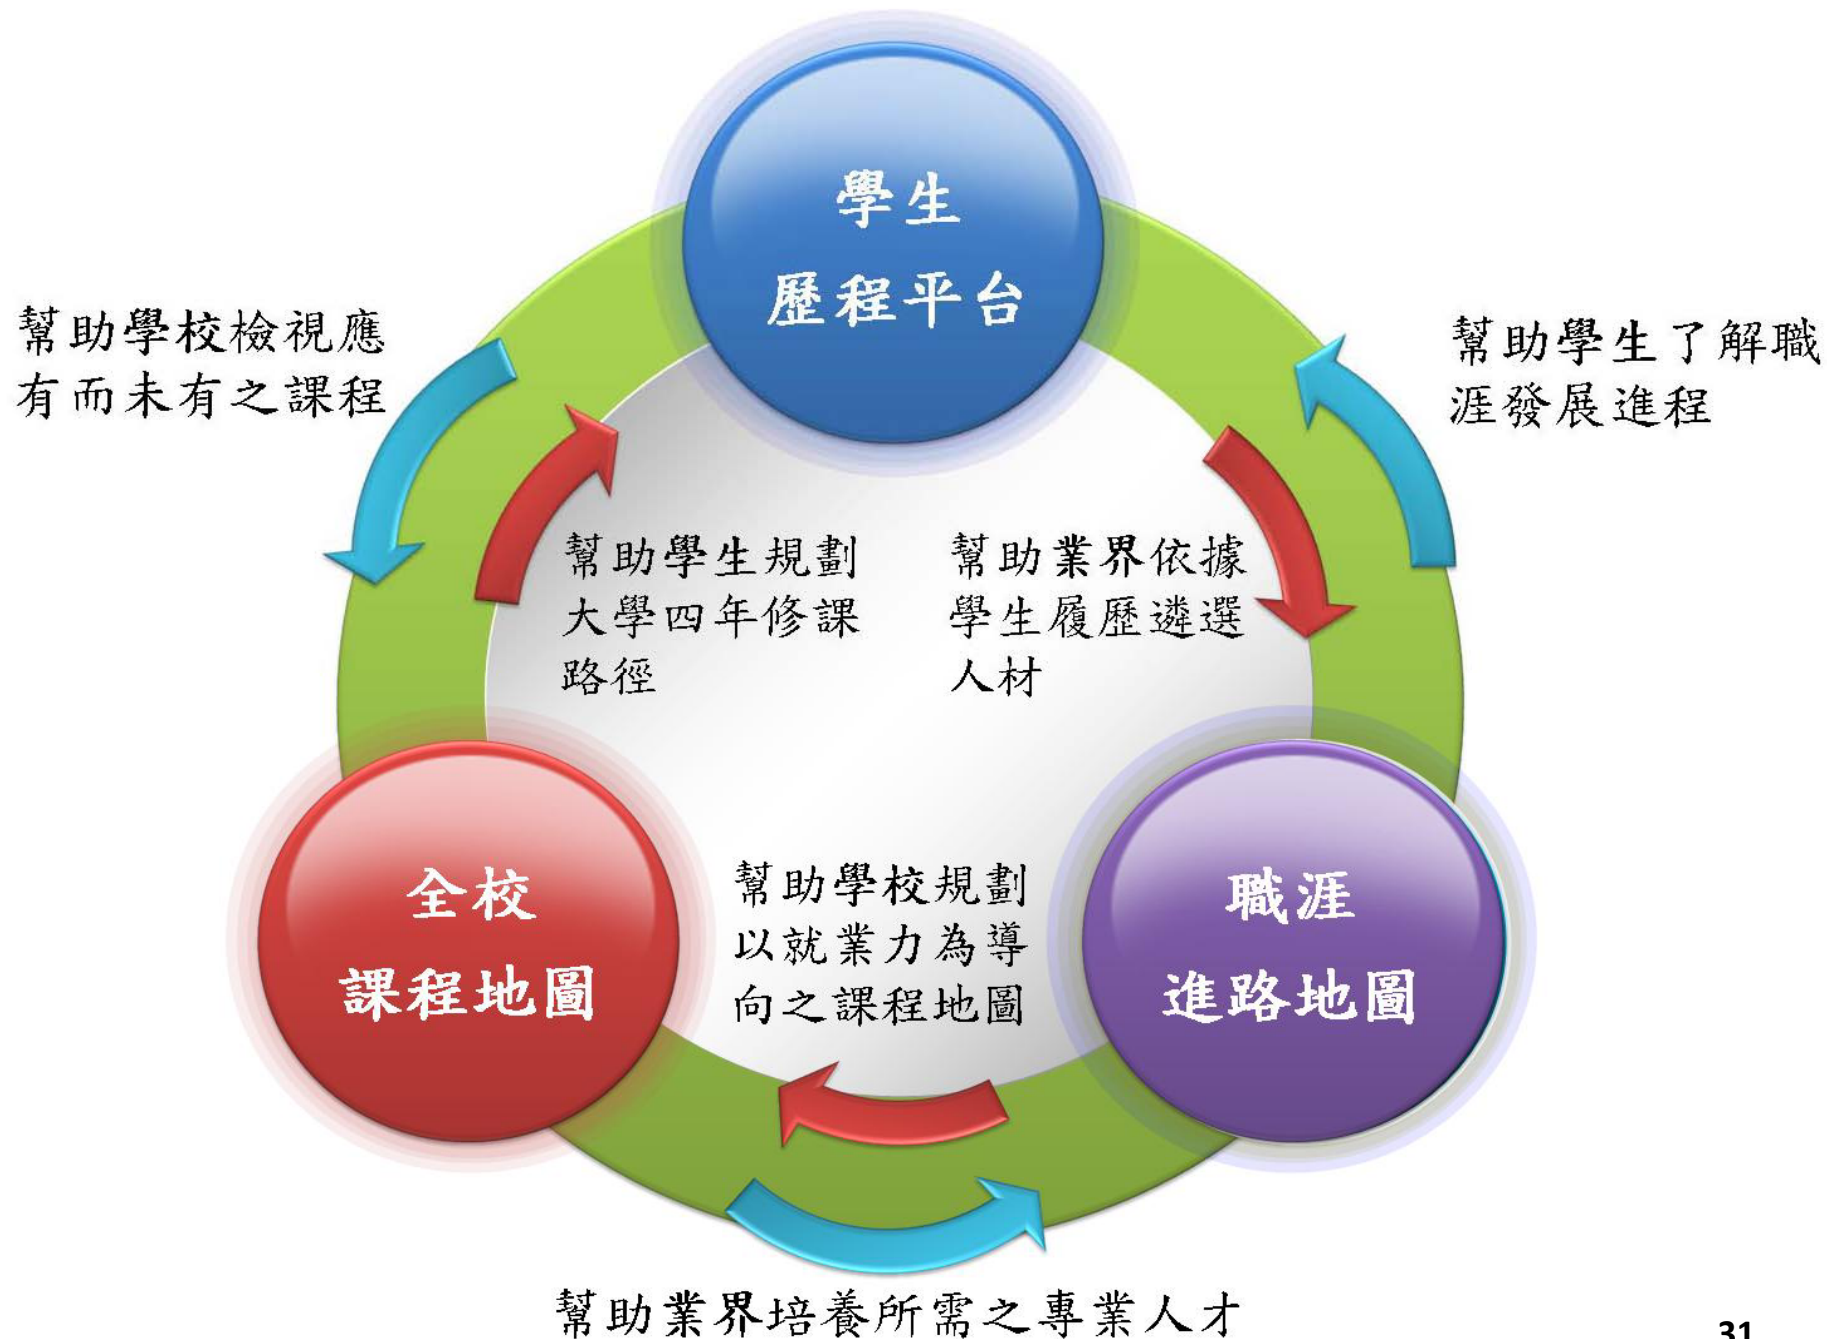 學生
歷程平台
幫助學校檢視應
有而未有之課程
幫助學生了解職
涯發展進程
幫助學生規劃
大學四年修課
路徑
幫助業界依據
學生履歷遴選
人材
全校
課程地圖
幫助學校規劃
以就業力為導
向之課程地圖
職涯
進路地圖
幫助業界培養所需之專業人才
31